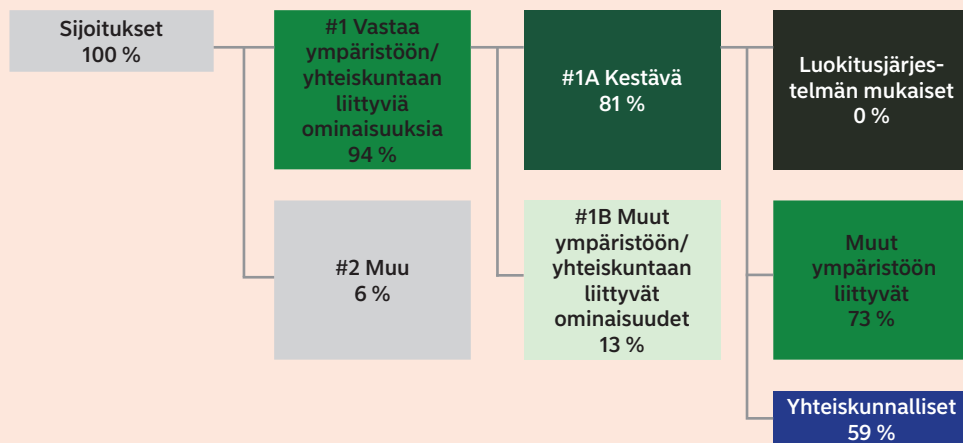 Sijoitukset
100 %
#1 Vastaa
ympäristöön/
yhteiskuntaan
liittyviä
ominaisuuksia
94 %
#1A Kestävä
81 %
Luokitusjärjes-
telmän mukaiset
0 %
#2 Muu
6 %
#1B Muut
ympäristöön/
yhteiskuntaan
liittyvät
ominaisuudet
13 %
Muut
ympäristöön
liittyvät
73 %
Yhteiskunnalliset
59 %